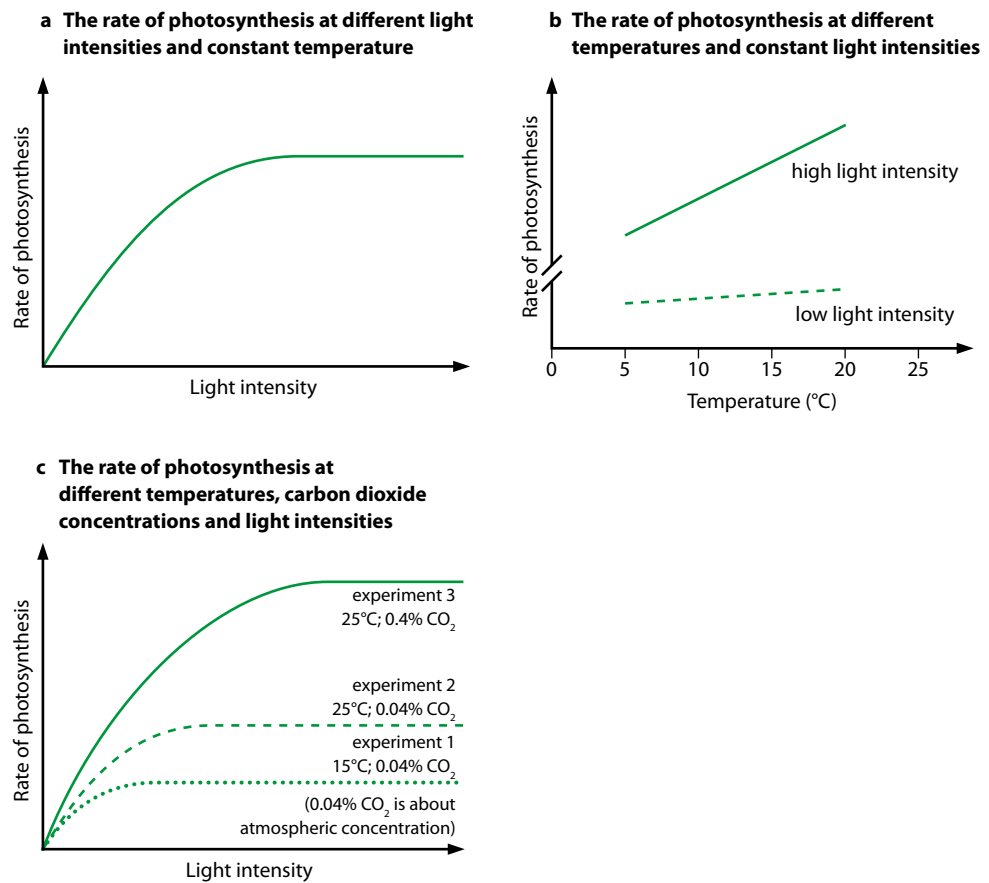 a The rate of photosynthesis at different light
intensities and constant temperature
Rate of photosynthesis
Light intensity
b The rate of photosynthesis at different
temperatures and constant light intensities
Rate of photosynthesis
high light intensity
low light intensity
0 5 10 15 20 25
Temperature (°C)
c The rate of photosynthesis at
different temperatures, carbon dioxide
concentrations and light intensities
Rate of photosynthesis
experiment 3
25°C; 0.4% CO₂
experiment 2
25°C; 0.04% CO₂
experiment 1
15°C; 0.04% CO₂
(0.04% CO₂ is about
atmospheric concentration)
Light intensity